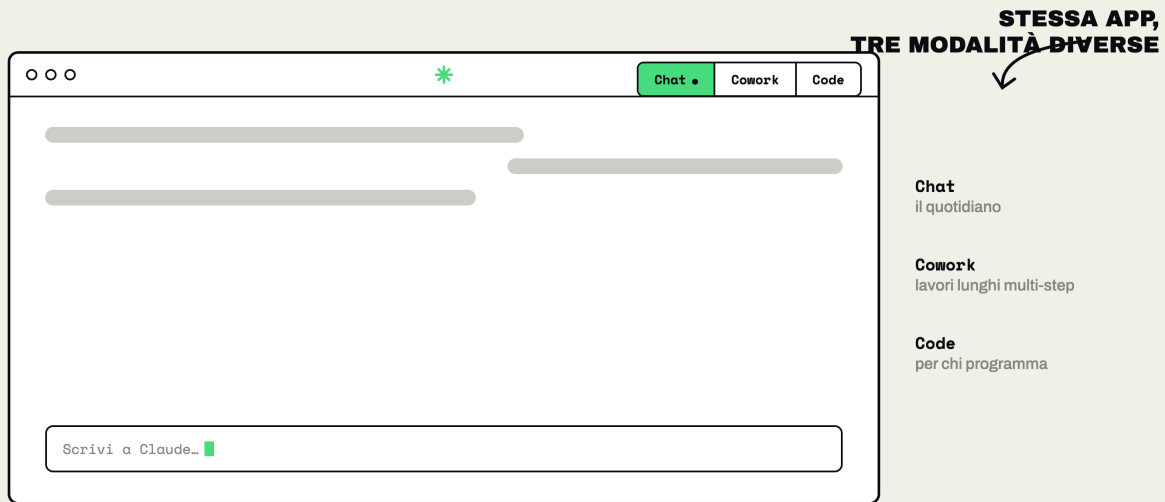 STESSA APP,
TRE MODALITÀ DIVERSE
Chat
Cowork
Code
Chat
il quotidiano
Cowork
lavori lunghi multi-step
Code
per chi programma
Scrivi a Claude…